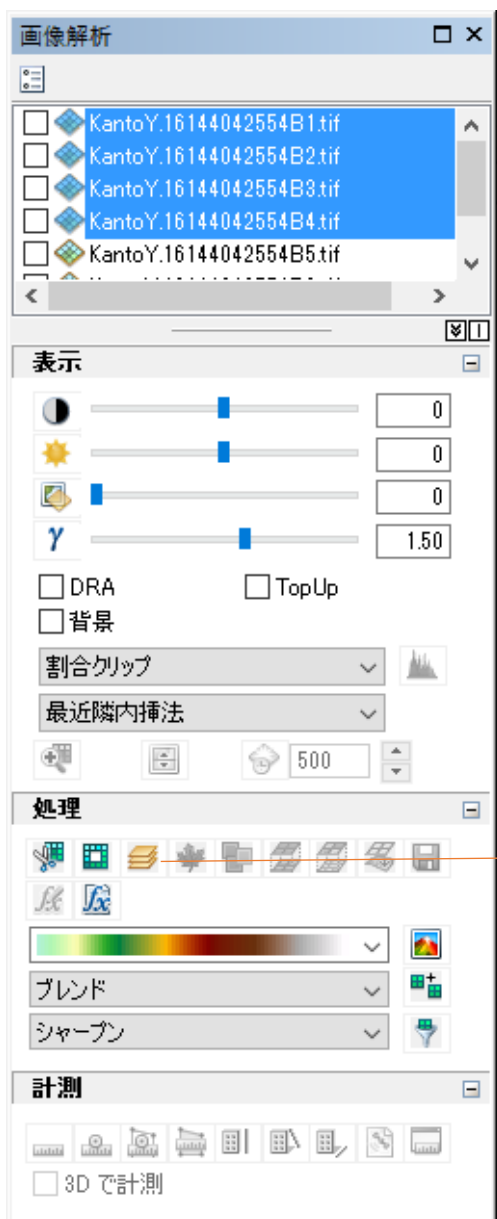 画像解析
KantoY.16144042554B1.tif
KantoY.16144042554B2.tif
KantoY.16144042554B3.tif
KantoY.16144042554B4.tif
KantoY.16144042554B5.tif
表示
0
0
0
γ 1.50
DRA TopUp
背景
割合クリップ
最近隣内挿法
500
処理
fx
ブレンド
シャープン
計測
3D で計測